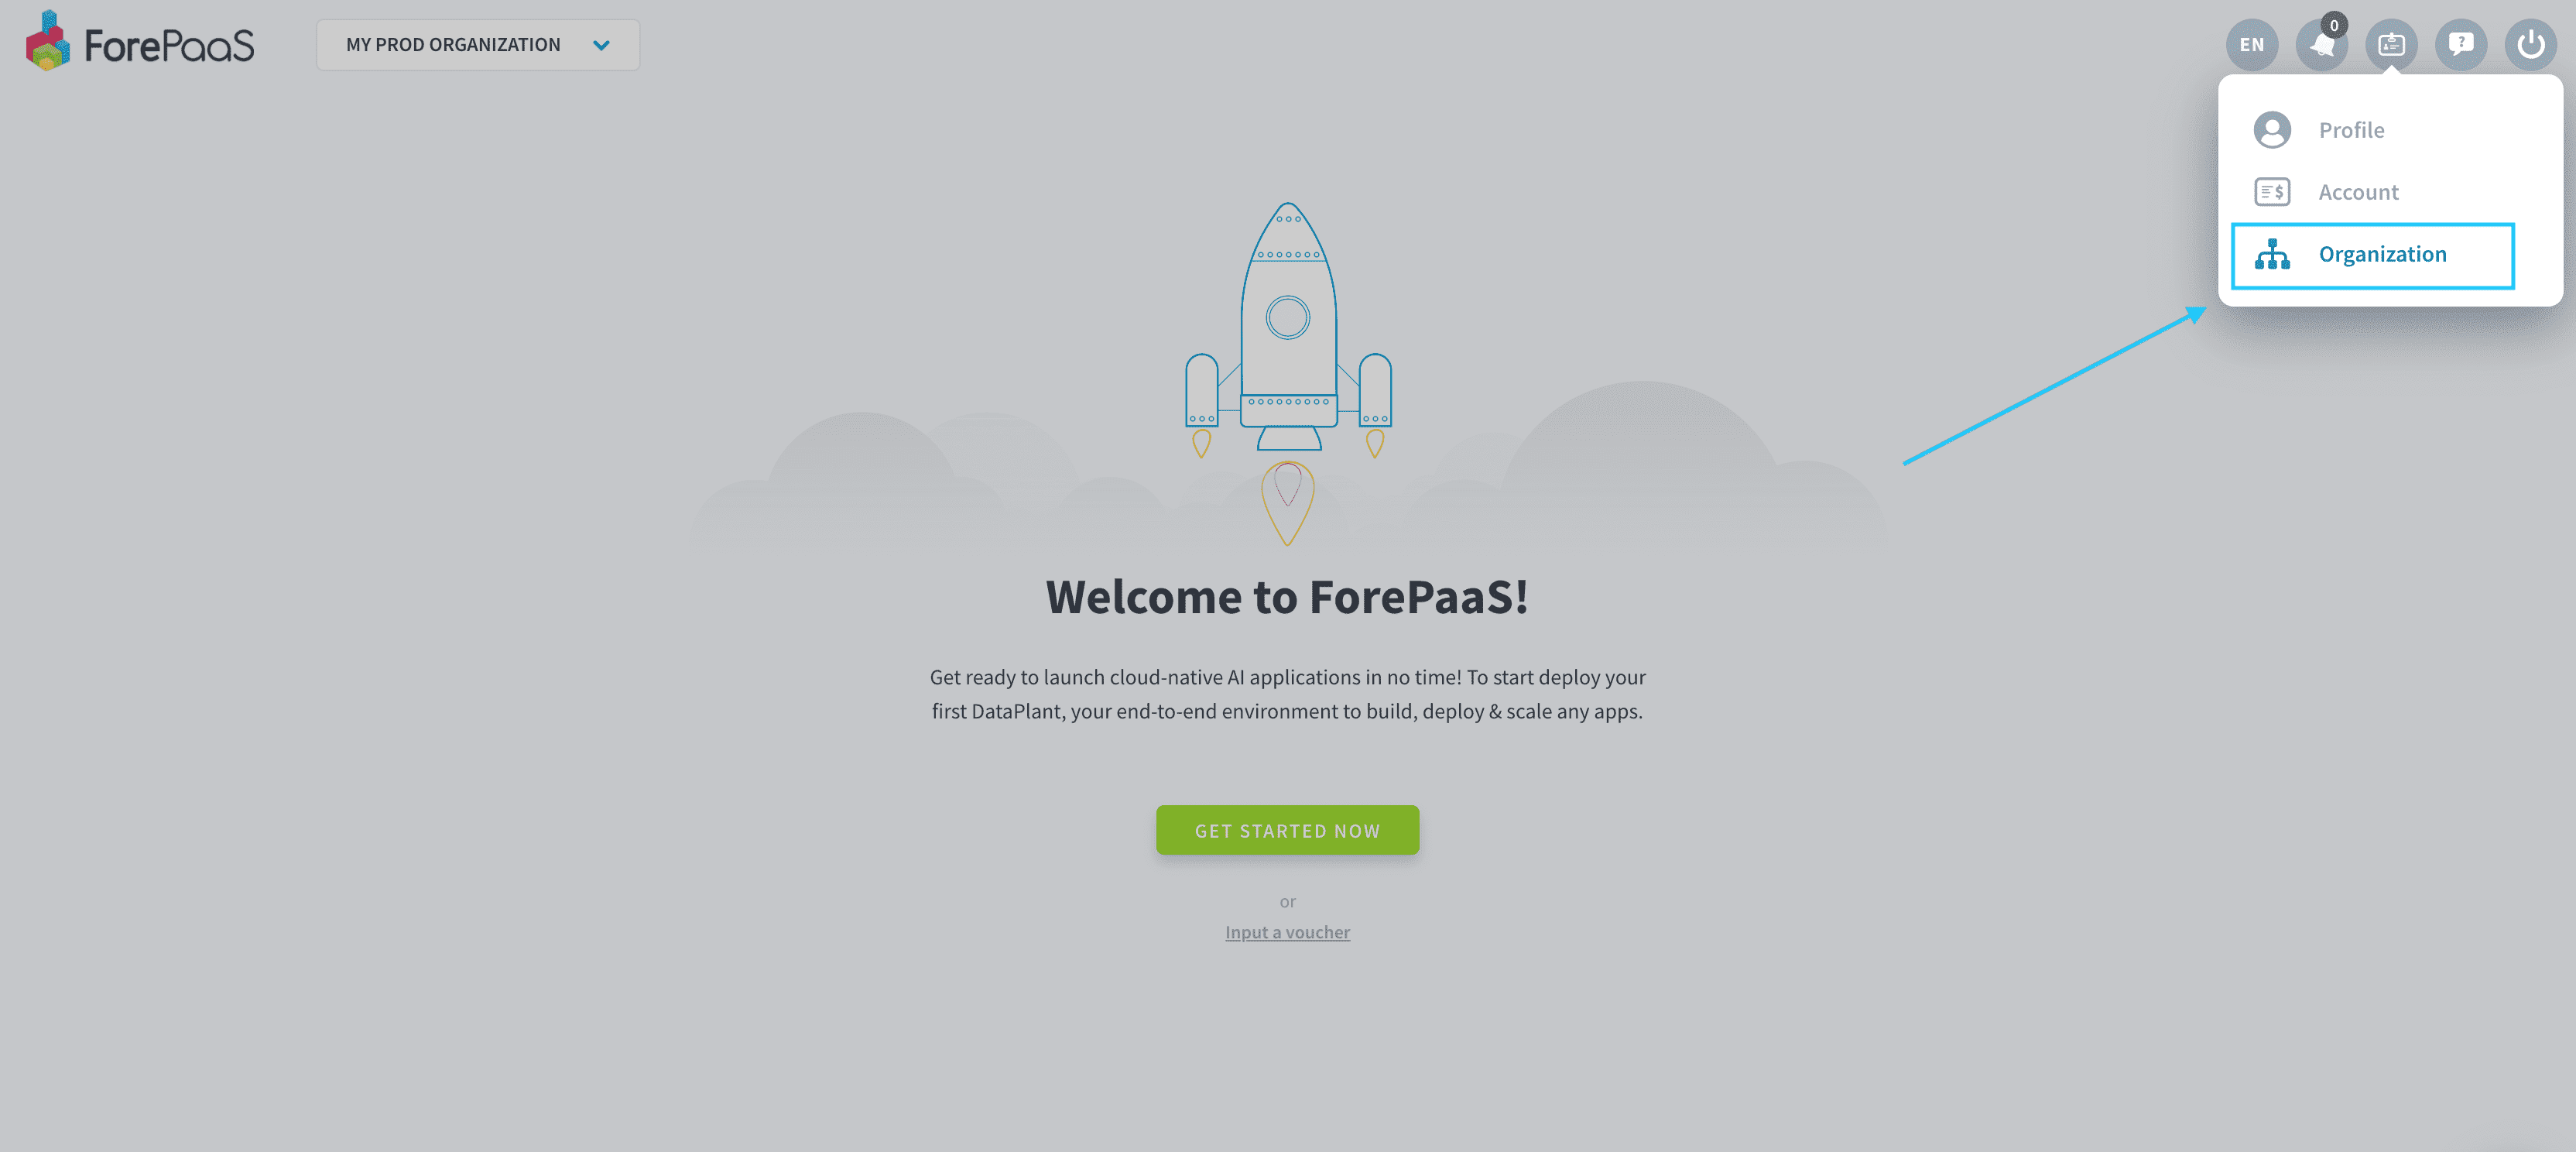 ForePaaS
MY PROD ORGANIZATION
EN
0
?
Profile
$
Account
Organization
Welcome to ForePaaS!
Get ready to launch cloud-native AI applications in no time! To start deploy your
first DataPlant, your end-to-end environment to build, deploy & scale any apps.
GET STARTED NOW
or
Input a voucher